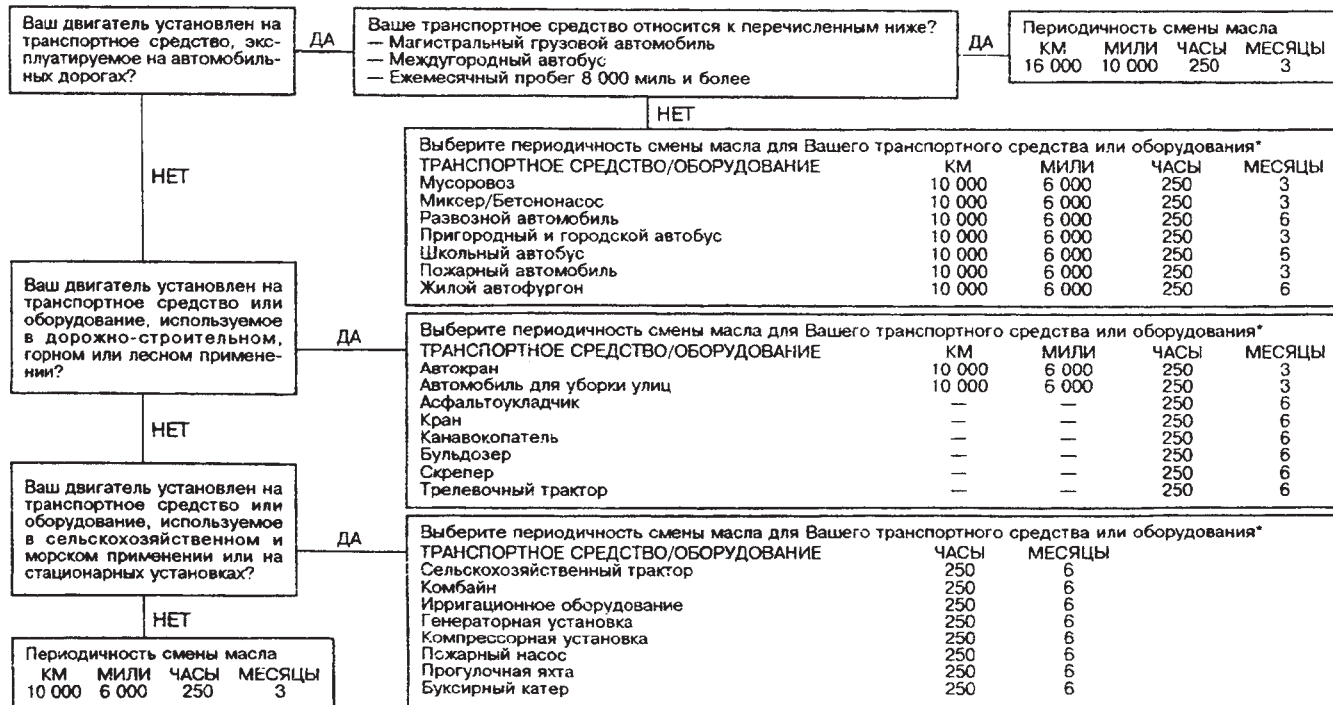 Ваш двигатель установлен на
транспортное средство, экс-
плуатируемое на автомобиль-
ных дорогах?
ДА
Ваше транспортное средство относится к перечисленным ниже?
— Магистральный грузовой автомобиль
— Междугородный автобус
— Ежемесячный пробег 8 000 миль и более
ДА
Периодичность смены масла
КМ МИЛИ ЧАСЫ МЕСЯЦЫ
16 000 10 000 250 3
НЕТ
НЕТ
Выберите периодичность смены масла для Вашего транспортного средства или оборудования*
ТРАНСПОРТНОЕ СРЕДСТВО/ОБОРУДОВАНИЕ КМ МИЛИ ЧАСЫ МЕСЯЦЫ
Мусоровоз 10 000 6 000 250 3
Миксер/Бетононасос 10 000 6 000 250 3
Развозной автомобиль 10 000 6 000 250 6
Пригородный и городской автобус 10 000 6 000 250 3
Школьный автобус 10 000 6 000 250 6
Пожарный автомобиль 10 000 6 000 250 3
Жилой автофургон 10 000 6 000 250 6
Ваш двигатель установлен на
транспортное средство или
оборудование, используемое
в дорожно-строительном,
горном или лесном примене-
нии?
ДА
Выберите периодичность смены масла для Вашего транспортного средства или оборудования*
ТРАНСПОРТНОЕ СРЕДСТВО/ОБОРУДОВАНИЕ КМ МИЛИ ЧАСЫ МЕСЯЦЫ
Автокран 10 000 6 000 250 3
Автомобиль для уборки улиц 10 000 6 000 250 3
Асфальтоукладчик — — 250 6
Кран — — 250 6
Канавокопатель — — 250 6
Бульдозер — — 250 6
Скрепер — — 250 6
Трелевочный трактор — — 250 6
НЕТ
Ваш двигатель установлен на
транспортное средство или
оборудование, используемое
в сельскохозяйственном и
морском применении или на
стационарных установках?
ДА
Выберите периодичность смены масла для Вашего транспортного средства или оборудования*
ТРАНСПОРТНОЕ СРЕДСТВО/ОБОРУДОВАНИЕ ЧАСЫ МЕСЯЦЫ
Сельскохозяйственный трактор 250 6
Комбайн 250 6
Ирригационное оборудование 250 6
Генераторная установка 250 6
Компрессорная установка 250 6
Пожарный насос 250 6
Прогулочная яхта 250 6
Буксирный катер 250 6
НЕТ
Периодичность смены масла
КМ МИЛИ ЧАСЫ МЕСЯЦЫ
10 000 6 000 250 3